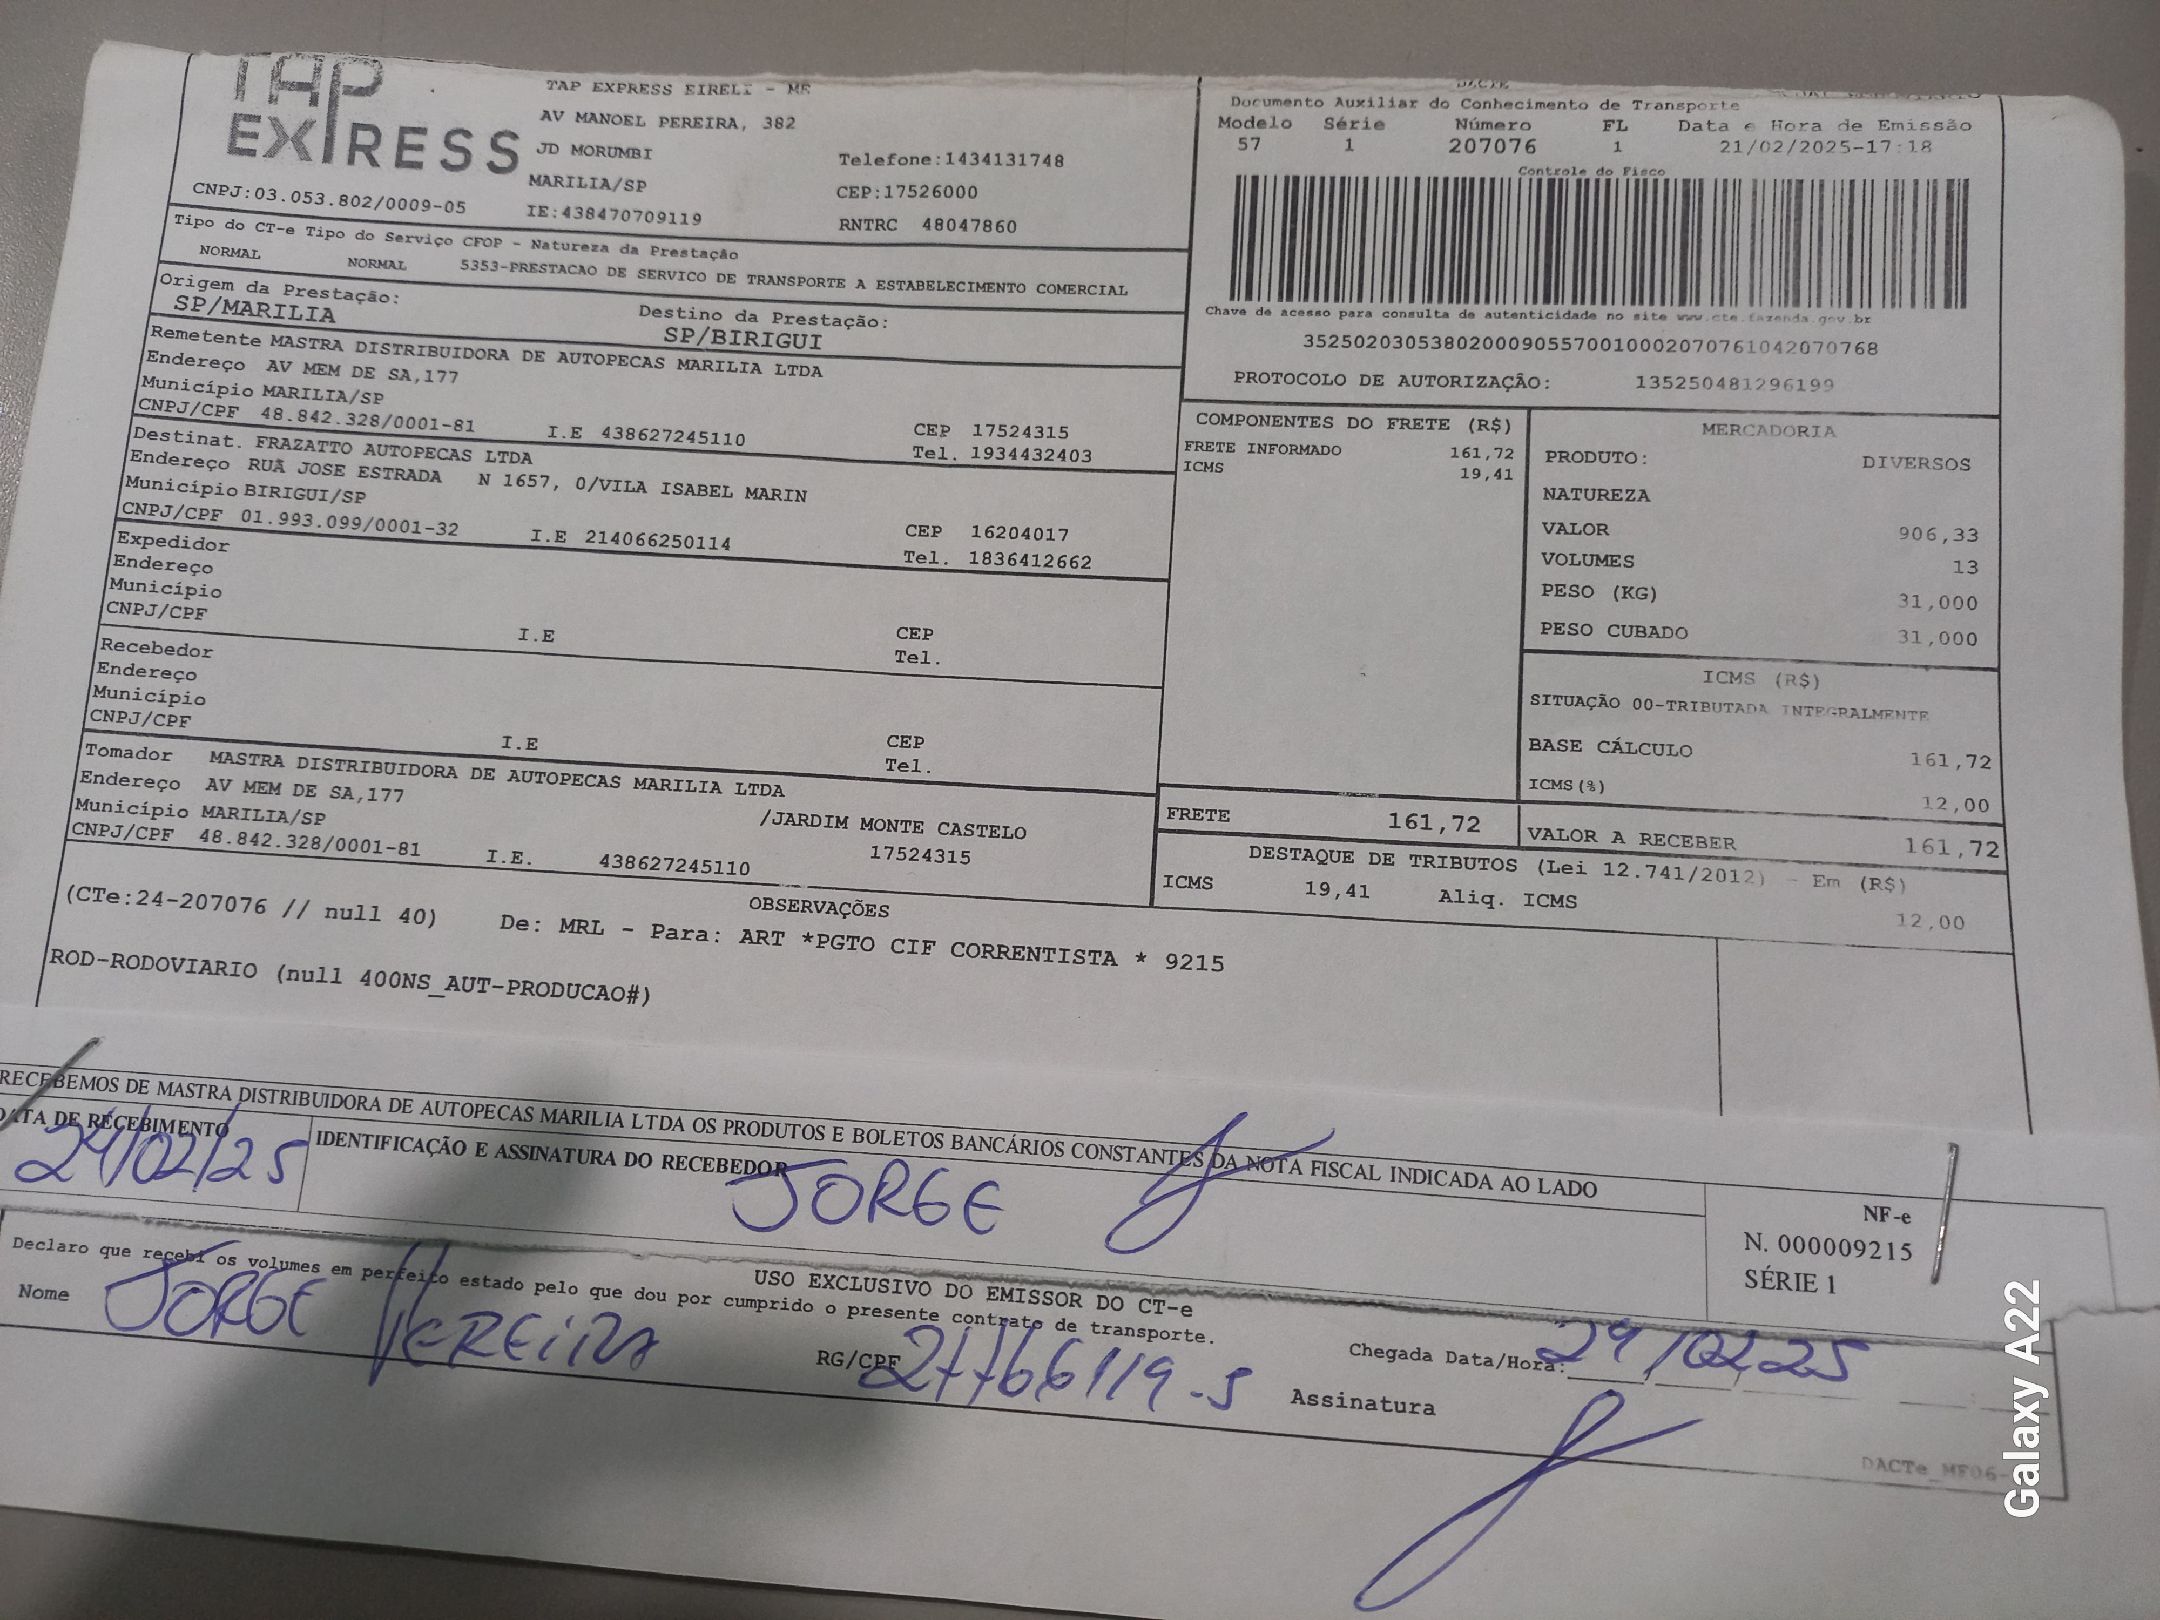 TAP
EXPRESS
CNPJ:03.053.802/0009-05
TAP EXPRESS EIRELI - ME
AV MANOEL PEREIRA, 382
JD MORUMBI
MARILIA/SP
IE:438470709119
Telefone:1434131748
CEP:17526000
RNTRC 48047860
DACTE
Documento Auxiliar do Conhecimento de Transporte
Modelo Série Número FL Data e Hora de Emissão
57 1 207076 1 21/02/2025-17:18
Controle do Fisco
Chave de acesso para consulta de autenticidade no site www.cte.fazenda.gov.br
35250203053802000905570010002070761042070768
PROTOCOLO DE AUTORIZAÇÃO: 135250481296199
Tipo do CT-e Tipo do Serviço CFOP - Natureza da Prestação
NORMAL NORMAL 5353-PRESTACAO DE SERVICO DE TRANSPORTE A ESTABELECIMENTO COMERCIAL
Origem da Prestação: Destino da Prestação:
SP/MARILIA SP/BIRIGUI
Remetente MASTRA DISTRIBUIDORA DE AUTOPECAS MARILIA LTDA
Endereço AV MEM DE SA,177
Município MARILIA/SP CEP 17524315
CNPJ/CPF 48.842.328/0001-81 I.E 438627245110 Tel. 1934432403
Destinat. FRAZATTO AUTOPECAS LTDA
Endereço RUA JOSE ESTRADA N 1657, 0/VILA ISABEL MARIN
Município BIRIGUI/SP CEP 16204017
CNPJ/CPF 01.993.099/0001-32 I.E 214066250114 Tel. 1836412662
Expedidor
Endereço
Município CEP
CNPJ/CPF I.E Tel.
Recebedor
Endereço
Município CEP
CNPJ/CPF I.E Tel.
Tomador MASTRA DISTRIBUIDORA DE AUTOPECAS MARILIA LTDA
Endereço AV MEM DE SA,177 /JARDIM MONTE CASTELO
Município MARILIA/SP 17524315
CNPJ/CPF 48.842.328/0001-81 I.E. 438627245110
COMPONENTES DO FRETE (R$)
FRETE INFORMADO 161,72
ICMS 19,41
MERCADORIA
PRODUTO: DIVERSOS
NATUREZA
VALOR 906,33
VOLUMES 13
PESO (KG) 31,000
PESO CUBADO 31,000
ICMS (R$)
SITUAÇÃO 00-TRIBUTADA INTEGRALMENTE
BASE CÁLCULO 161,72
ICMS(%) 12,00
FRETE 161,72 VALOR A RECEBER 161,72
DESTAQUE DE TRIBUTOS (Lei 12.741/2012) - Em (R$)
ICMS 19,41 Aliq. ICMS 12,00
OBSERVAÇÕES
(CTe:24-207076 // null 40) De: MRL - Para: ART *PGTO CIF CORRENTISTA * 9215
ROD-RODOVIARIO (null 400NS_AUT-PRODUCAO#)
RECEBEMOS DE MASTRA DISTRIBUIDORA DE AUTOPECAS MARILIA LTDA OS PRODUTOS E BOLETOS BANCÁRIOS CONSTANTES DA NOTA FISCAL INDICADA AO LADO
DATA DE RECEBIMENTO IDENTIFICAÇÃO E ASSINATURA DO RECEBEDOR
24/02/25 JORGE
NF-e
N. 000009215
SÉRIE 1
USO EXCLUSIVO DO EMISSOR DO CT-e
Declaro que recebi os volumes em perfeito estado pelo que dou por cumprido o presente contrato de transporte.
Nome JORGE VEREIRA RG/CPF 27766119-5 Chegada Data/Hora: 24/02/25
Assinatura
DACTe_MF06-
Galaxy A22